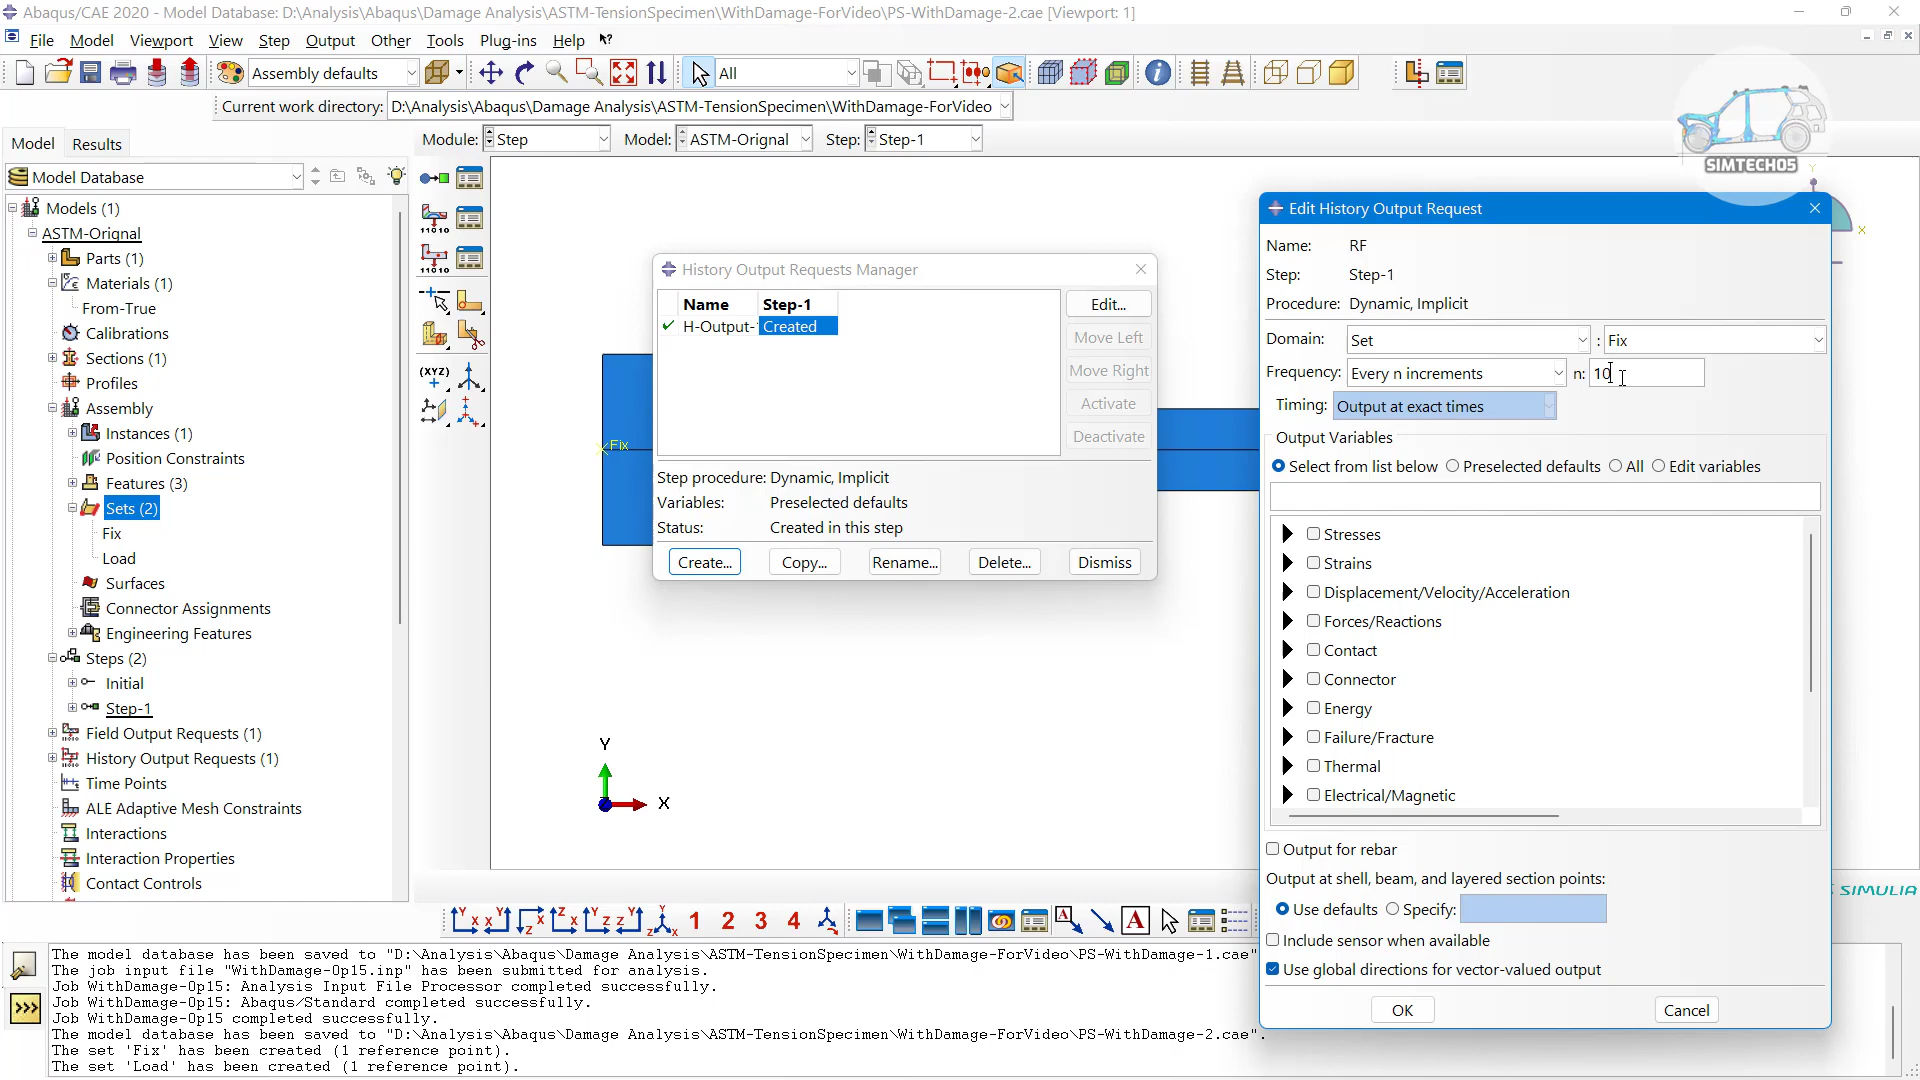 Abaqus/CAE 2020 - Model Database: D:\Analysis\Abaqus\Damage Analysis\ASTM-TensionSpecimen\WithDamage-ForVideo\PS-WithDamage-2.cae [Viewport: 1]
File Model Viewport View Step Output Other Tools Plug-ins Help
Assembly defaults All
Current work directory: D:\Analysis\Abaqus\Damage Analysis\ASTM-TensionSpecimen\WithDamage-ForVideo
SIMTECH05
Model Results
Module: Step Model: ASTM-Orignal Step: Step-1
Model Database
Models (1)
ASTM-Orignal
Parts (1)
Materials (1)
From-True
Calibrations
Sections (1)
Profiles
Assembly
Instances (1)
Position Constraints
Features (3)
Sets (2)
Fix
Load
Surfaces
Connector Assignments
Engineering Features
Steps (2)
Initial
Step-1
Field Output Requests (1)
History Output Requests (1)
Time Points
ALE Adaptive Mesh Constraints
Interactions
Interaction Properties
Contact Controls
(XYZ)
Fix
Y
X
Y
X
History Output Requests Manager
Name Step-1
H-Output- Created
Edit...
Move Left
Move Right
Activate
Deactivate
Step procedure: Dynamic, Implicit
Variables: Preselected defaults
Status: Created in this step
Create... Copy... Rename... Delete... Dismiss
Edit History Output Request
Name: RF
Step: Step-1
Procedure: Dynamic, Implicit
Domain: Set : Fix
Frequency: Every n increments n: 10
Timing: Output at exact times
Output Variables
Select from list below Preselected defaults All Edit variables
Stresses
Strains
Displacement/Velocity/Acceleration
Forces/Reactions
Contact
Connector
Energy
Failure/Fracture
Thermal
Electrical/Magnetic
Output for rebar
Output at shell, beam, and layered section points:
Use defaults Specify:
Include sensor when available
Use global directions for vector-valued output
OK Cancel
SIMULIA
1 2 3 4
A A
The model database has been saved to "D:\Analysis\Abaqus\Damage Analysis\ASTM-TensionSpecimen\WithDamage-ForVideo\PS-WithDamage-1.cae"
The job input file "WithDamage-0p15.inp" has been submitted for analysis.
Job WithDamage-0p15: Analysis Input File Processor completed successfully.
Job WithDamage-0p15: Abaqus/Standard completed successfully.
Job WithDamage-0p15 completed successfully.
The model database has been saved to "D:\Analysis\Abaqus\Damage Analysis\ASTM-TensionSpecimen\WithDamage-ForVideo\PS-WithDamage-2.cae".
The set 'Fix' has been created (1 reference point).
The set 'Load' has been created (1 reference point).